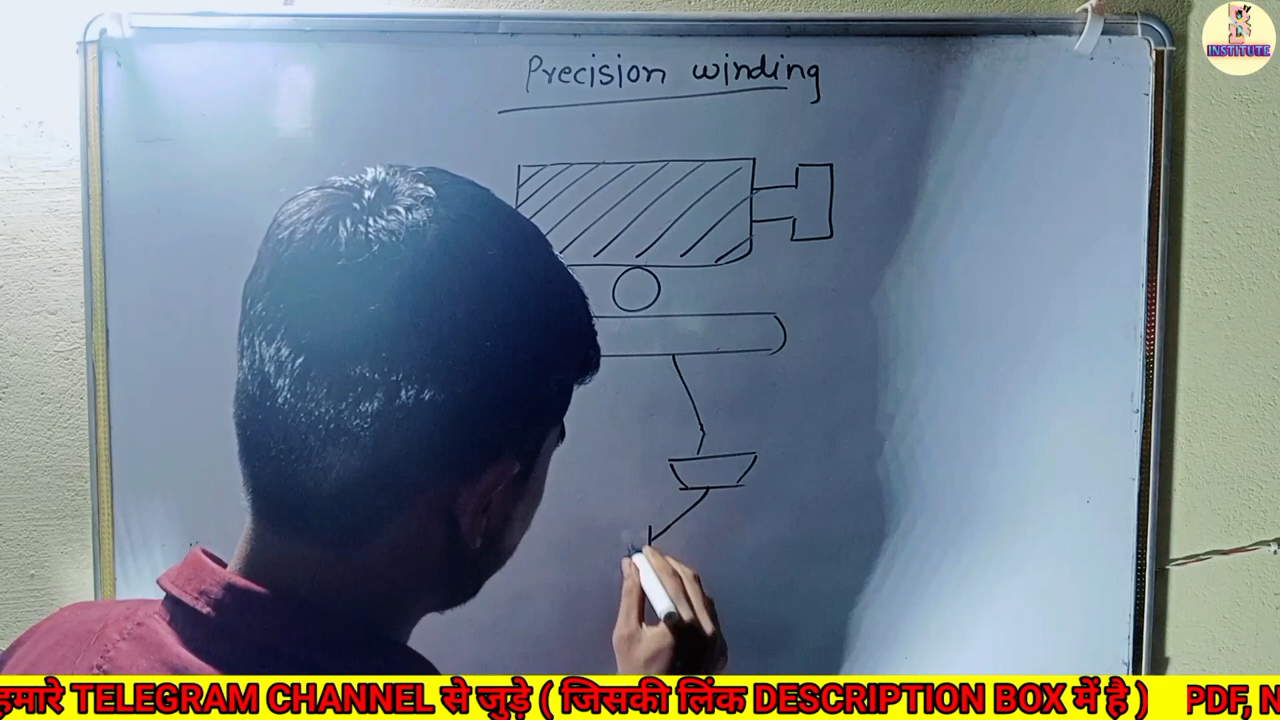 B
INSTITUTE
Precision winding
हमारे TELEGRAM CHANNEL से जुड़े ( जिसकी लिंक DESCRIPTION BOX में है ) PDF, N